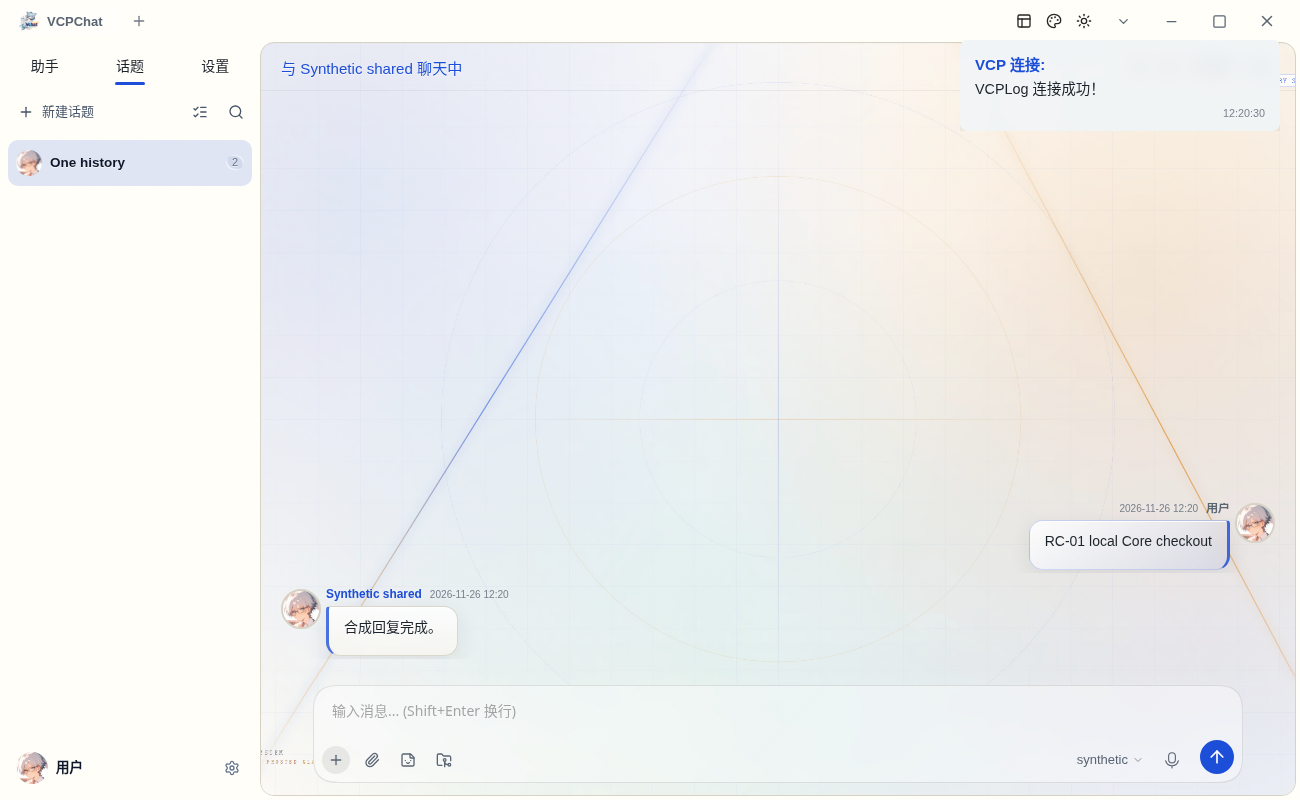 VCPChat
助手
话题
设置
新建话题
One history
2
用户
与 Synthetic shared 聊天中
VCP 连接:
VCPLog 连接成功!
12:20:30
2026-11-26 12:20 用户
RC-01 local Core checkout
Synthetic shared 2026-11-26 12:20
合成回复完成。
输入消息... (Shift+Enter 换行)
synthetic